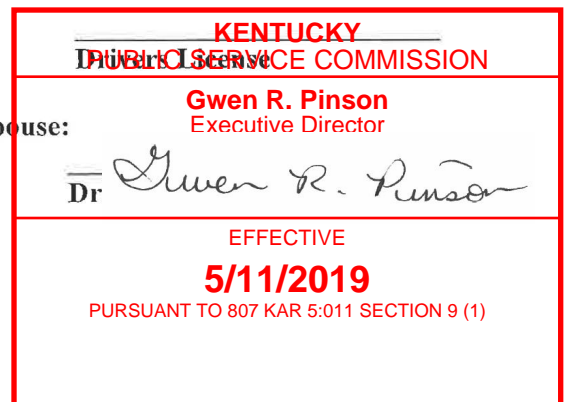 KENTUCKY
Drivers License
PUBLIC SERVICE COMMISSION
Gwen R. Pinson
ouse:
Executive Director
Dr
Gwen R. Pinson
EFFECTIVE
5/11/2019
PURSUANT TO 807 KAR 5:011 SECTION 9 (1)